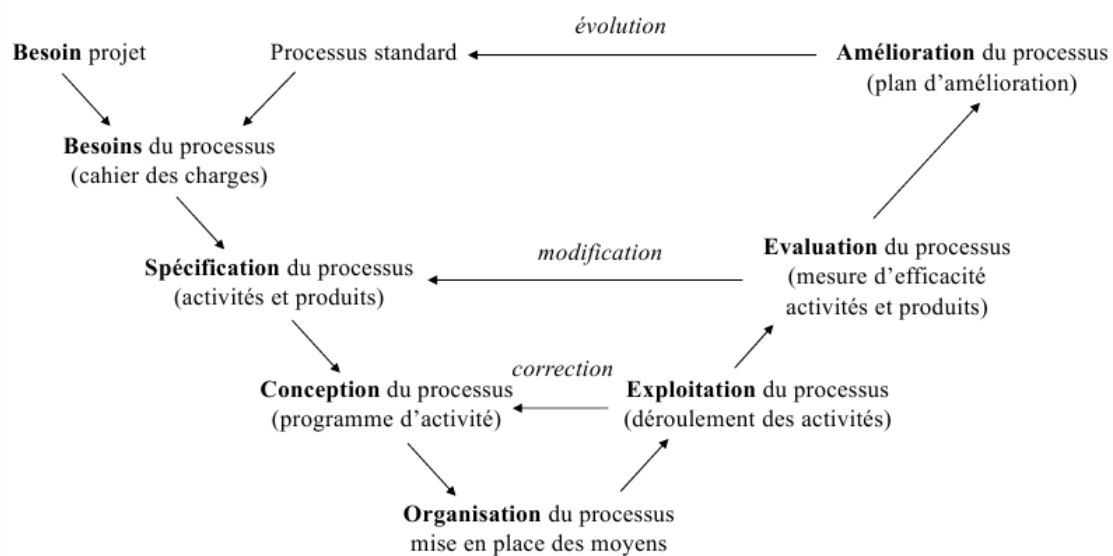 évolution
Besoin projet
Processus standard
Amélioration du processus
(plan d’amélioration)
Besoins du processus
(cahier des charges)
Spécification du processus
(activités et produits)
modification
Evaluation du processus
(mesure d’efficacité
activités et produits)
Conception du processus
(programme d’activité)
correction
Exploitation du processus
(déroulement des activités)
Organisation du processus
mise en place des moyens